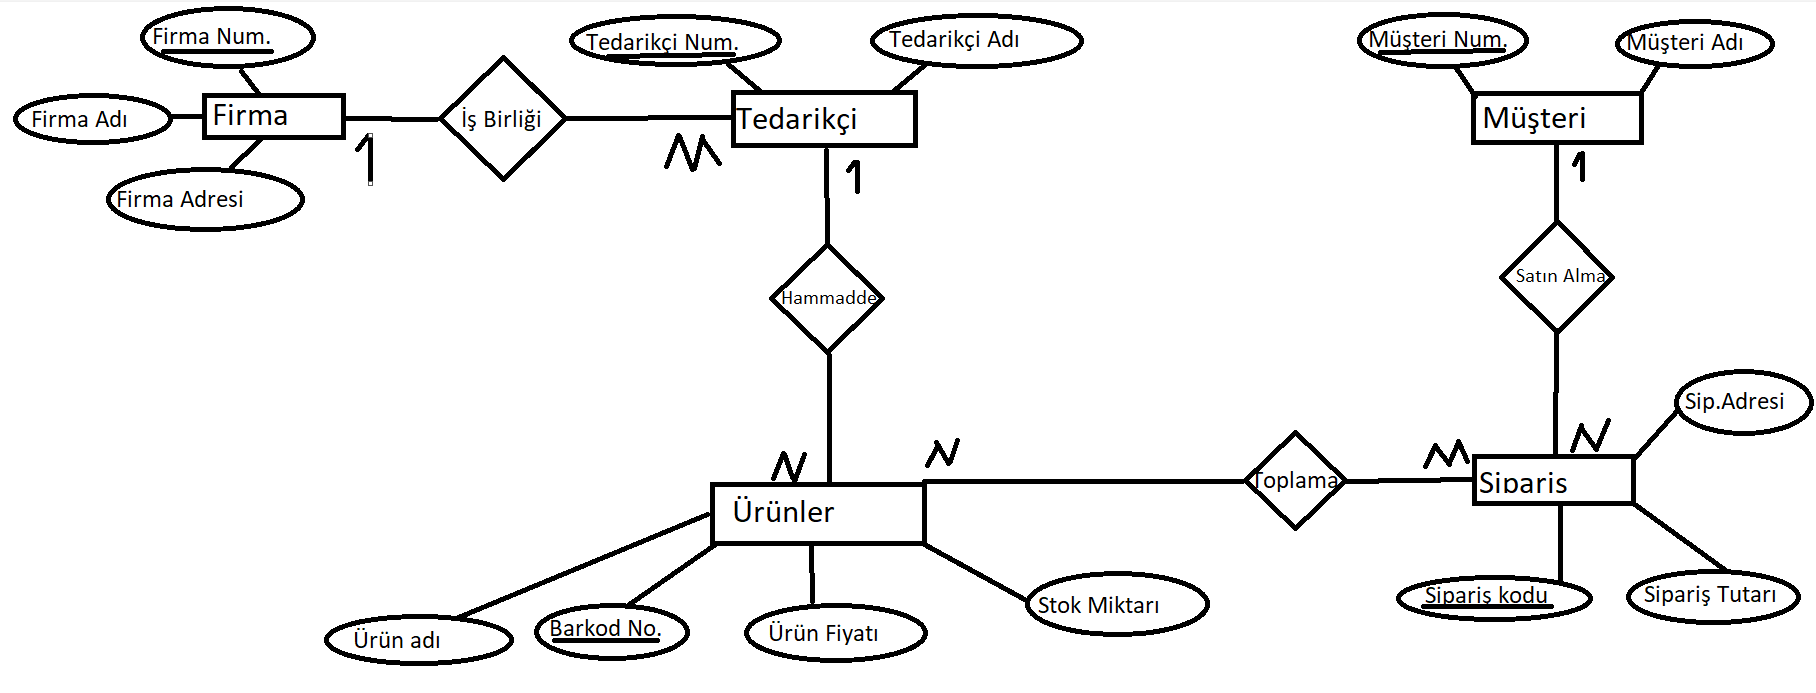 Firma Num.
Tedarikçi Num.
Tedarikçi Adı
Müşteri Num.
Müşteri Adı
Firma Adı
Firma
İş Birliği
Tedarikçi
Müşteri
1
M
1
1
Firma Adresi
Hammadde
Satın Alma
Sip.Adresi
N
N
M
N
Toplama
Sipariş
Ürünler
Ürün adı
Barkod No.
Ürün Fiyatı
Stok Miktarı
Sipariş kodu
Sipariş Tutarı